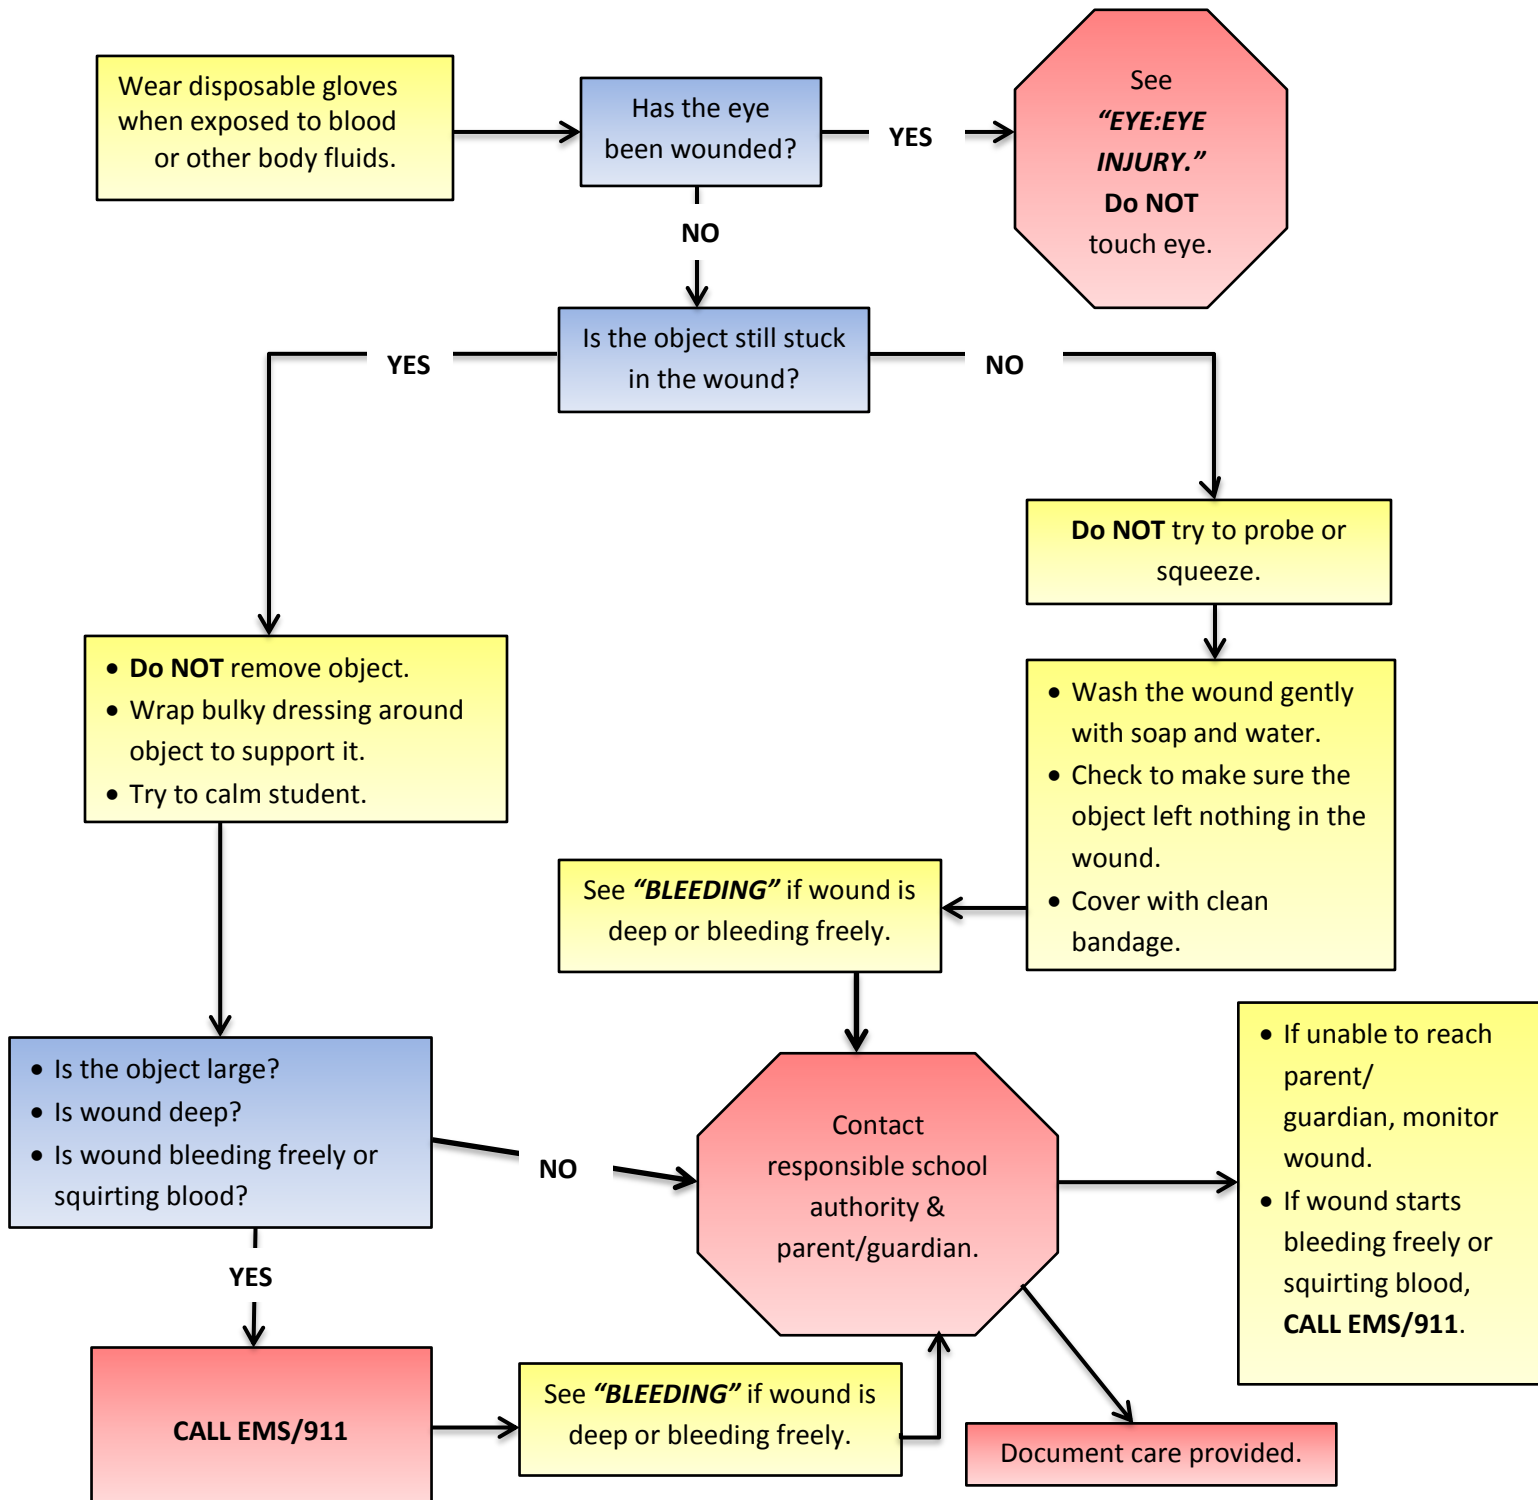 Wear disposable gloves
when exposed to blood
or other body fluids.
Has the eye
been wounded?
YES
See
“EYE:EYE
INJURY.”
Do NOT
touch eye.
NO
Is the object still stuck
in the wound?
YES
NO
Do NOT try to probe or
squeeze.
• Do NOT remove object.
• Wrap bulky dressing around
object to support it.
• Try to calm student.
• Wash the wound gently
with soap and water.
• Check to make sure the
object left nothing in the
wound.
• Cover with clean
bandage.
See “BLEEDING” if wound is
deep or bleeding freely.
• Is the object large?
• Is wound deep?
• Is wound bleeding freely or
squirting blood?
NO
Contact
responsible school
authority &
parent/guardian.
• If unable to reach
parent/
guardian, monitor
wound.
• If wound starts
bleeding freely or
squirting blood,
CALL EMS/911.
YES
CALL EMS/911
See “BLEEDING” if wound is
deep or bleeding freely.
Document care provided.